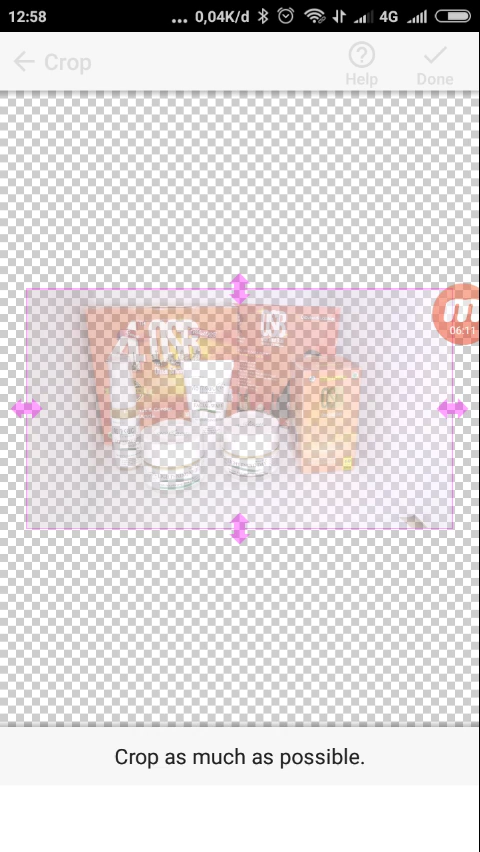 12:58 ... 0,04K/d 4G
Crop
Help
Done
06:11
Crop as much as possible.